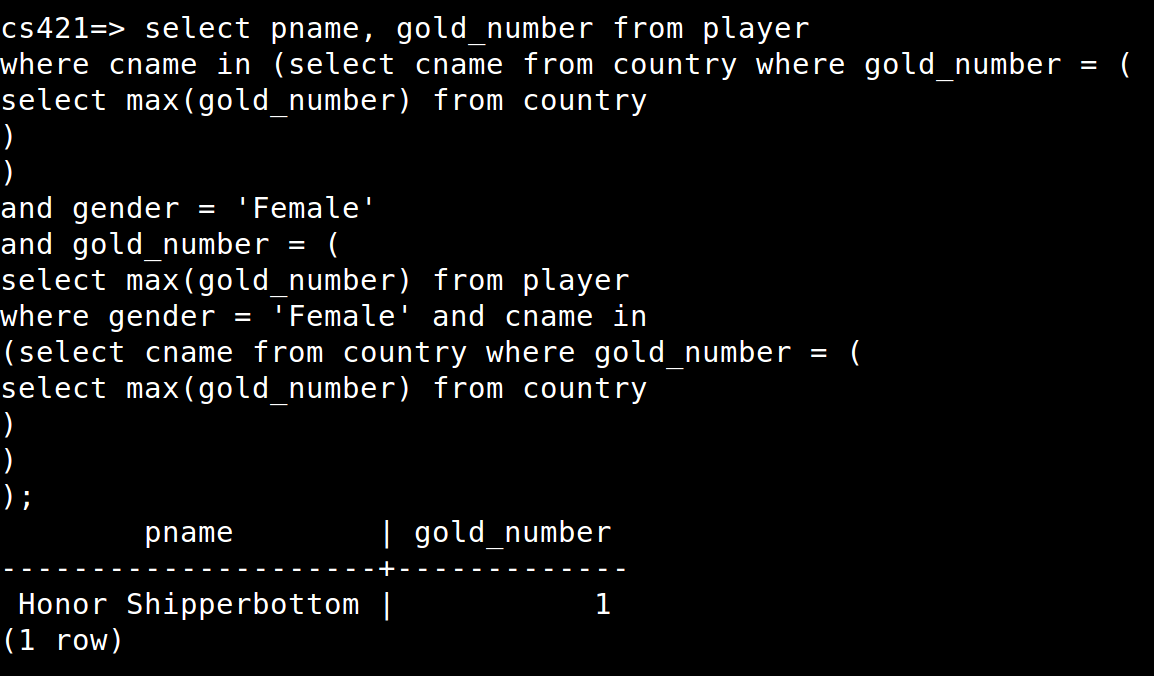 cs421=> select pname, gold_number from player
where cname in (select cname from country where gold_number = (
select max(gold_number) from country
)
)
and gender = 'Female'
and gold_number = (
select max(gold_number) from player
where gender = 'Female' and cname in
(select cname from country where gold_number = (
select max(gold_number) from country
)
)
);
        pname        | gold_number
---------------------+-------------
 Honor Shipperbottom |           1
(1 row)